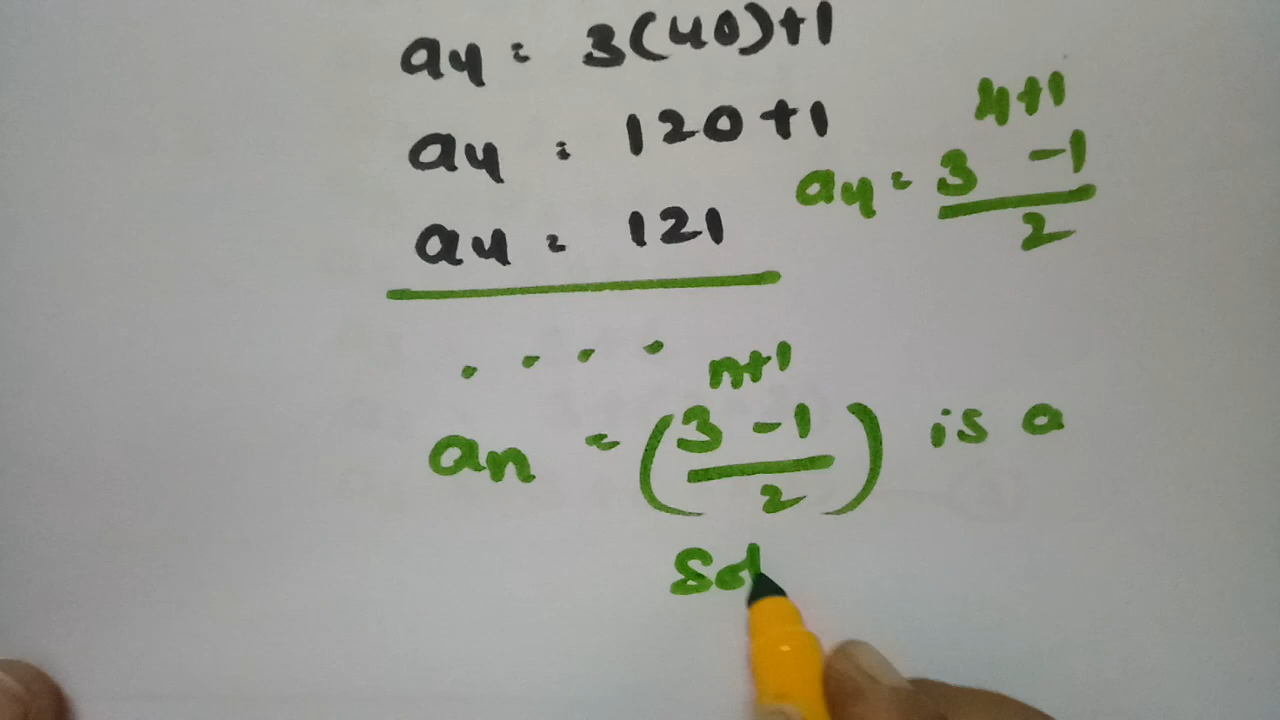 a4 = 3(40)+1
a4 = 120+1
a4 = 121
a4 = 3^4+1 -1 / 2
. . . .
an = (3^n+1 -1 / 2) is a
Sol